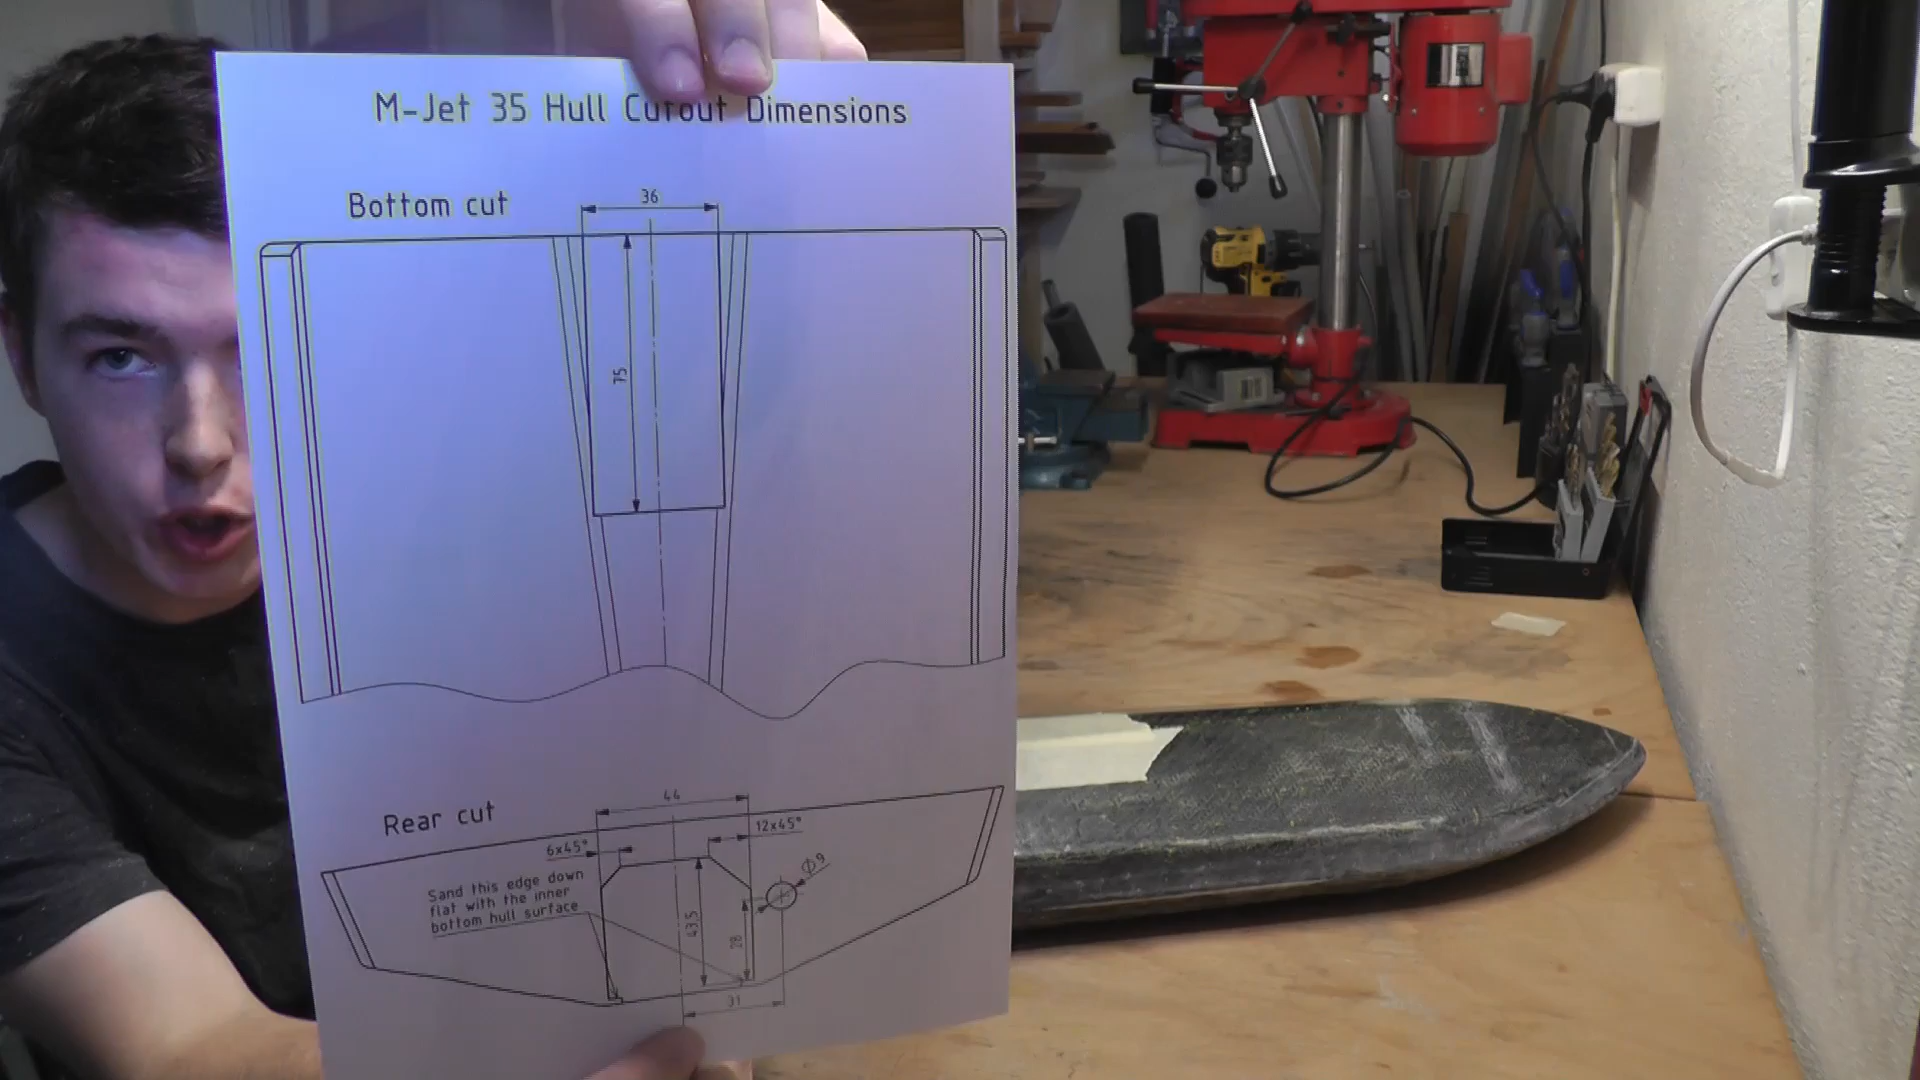 M-Jet 35 Hull Cutout Dimensions
Bottom cut
36
75
Rear cut
44
6x45°
12x45°
Sand this edge down
flat with the inner
bottom hull surface
Φ9
43,5
28
31